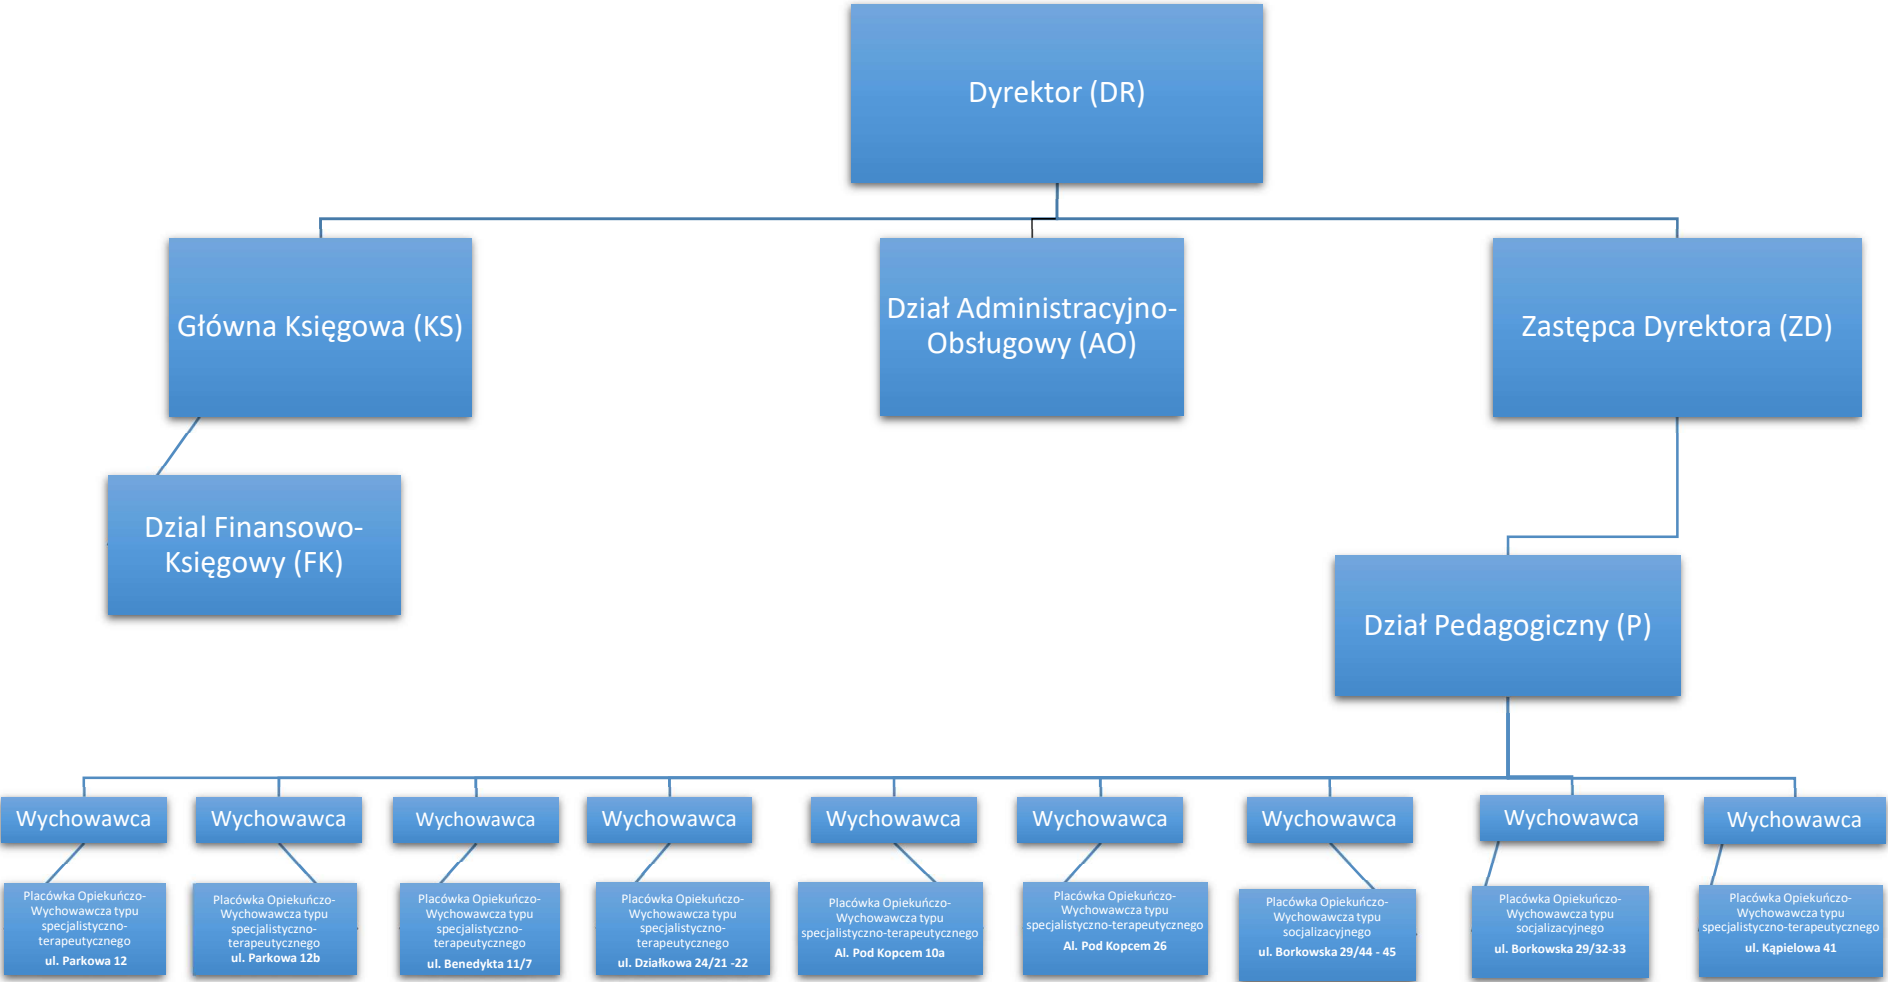 Dyrektor (DR)
Główna Księgowa (KS)
Dział Administracyjno-
Obsługowy (AO)
Zastępca Dyrektora (ZD)
Dzial Finansowo-
Księgowy (FK)
Dział Pedagogiczny (P)
Wychowawca
Wychowawca
Wychowawca
Wychowawca
Wychowawca
Wychowawca
Wychowawca
Wychowawca
Wychowawca
Placówka Opiekuńczo-
Wychowawcza typu
specjalistyczno-
terapeutycznego
ul. Parkowa 12
Placówka Opiekuńczo-
Wychowawcza typu
specjalistyczno-
terapeutycznego
ul. Parkowa 12b
Placówka Opiekuńczo-
Wychowawcza typu
specjalistyczno-
terapeutycznego
ul. Benedykta 11/7
Placówka Opiekuńczo-
Wychowawcza typu
specjalistyczno-
terapeutycznego
ul. Działkowa 24/21 -22
Placówka Opiekuńczo-
Wychowawcza typu
specjalistyczno-terapeutycznego
Al. Pod Kopcem 10a
Placówka Opiekuńczo-
Wychowawcza typu
specjalistyczno-terapeutycznego
Al. Pod Kopcem 26
Placówka Opiekuńczo-
Wychowawcza typu
socjalizacyjnego
ul. Borkowska 29/44 - 45
Placówka Opiekuńczo-
Wychowawcza typu
socjalizacyjnego
ul. Borkowska 29/32-33
Placówka Opiekuńczo-
Wychowawcza typu
specjalistyczno-terapeutycznego
ul. Kąpielowa 41